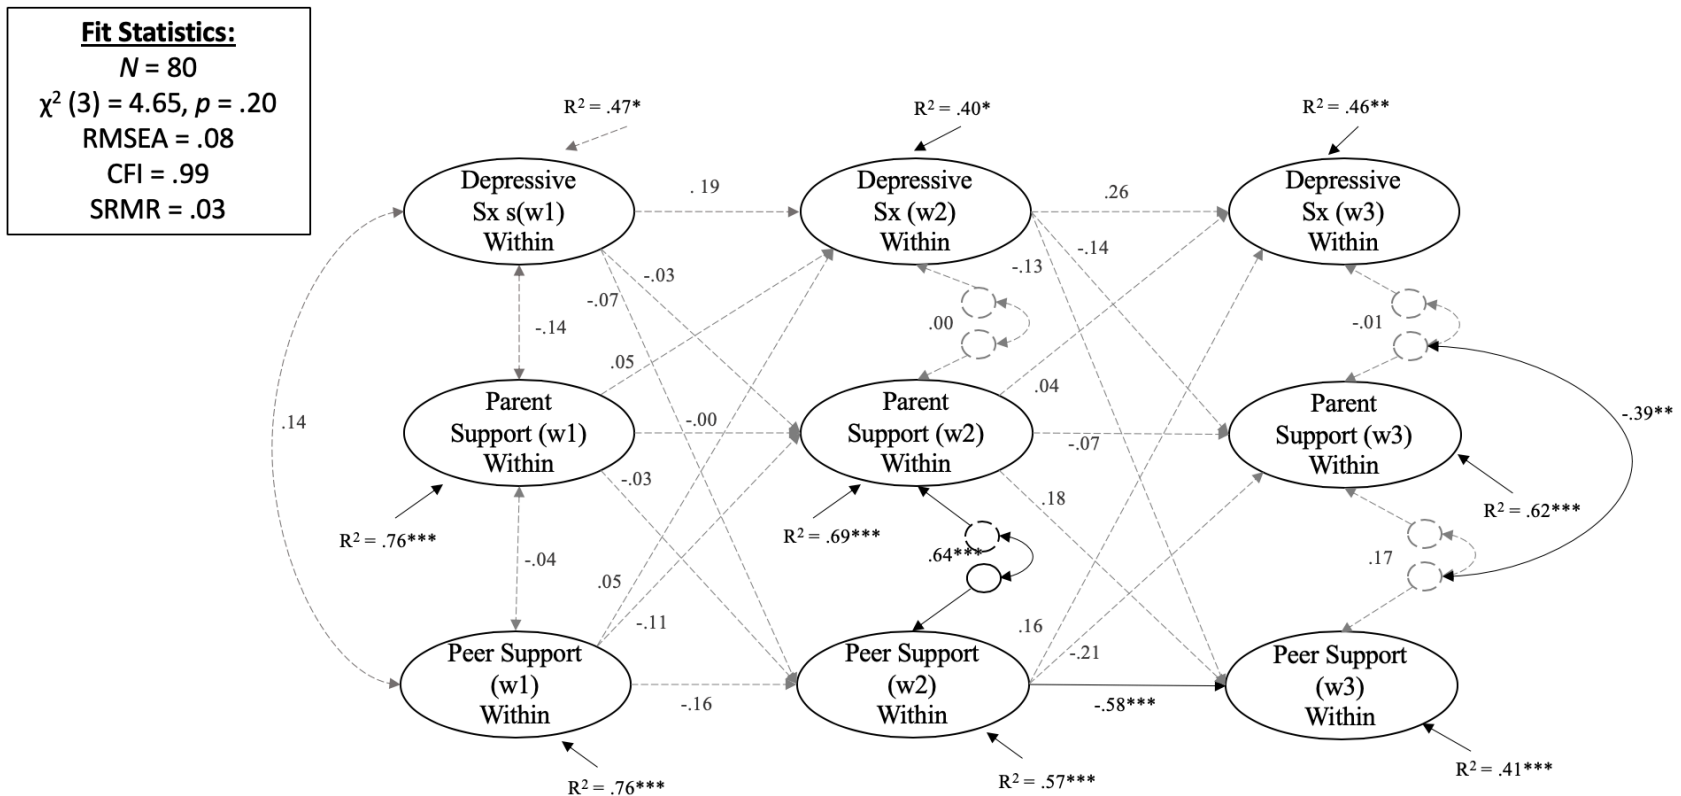 Fit Statistics:
N = 80
χ² (3) = 4.65, p = .20
RMSEA = .08
CFI = .99
SRMR = .03
R² = .47*
R² = .40*
R² = .46**
Depressive
Sx s(w1)
Within
. 19
Depressive
Sx (w2)
Within
.26
Depressive
Sx (w3)
Within
-.03
-.07
-.14
-.13
-.14
.00
-.01
.05
.04
.14
Parent
Support (w1)
Within
-.00
Parent
Support (w2)
Within
-.07
Parent
Support (w3)
Within
-.39**
-.03
.18
R² = .76***
R² = .69***
R² = .62***
-.04
.64***
.17
.05
-.11
.16
-.21
Peer Support
(w1)
Within
-.16
Peer Support
(w2)
Within
-.58***
Peer Support
(w3)
Within
R² = .76***
R² = .57***
R² = .41***